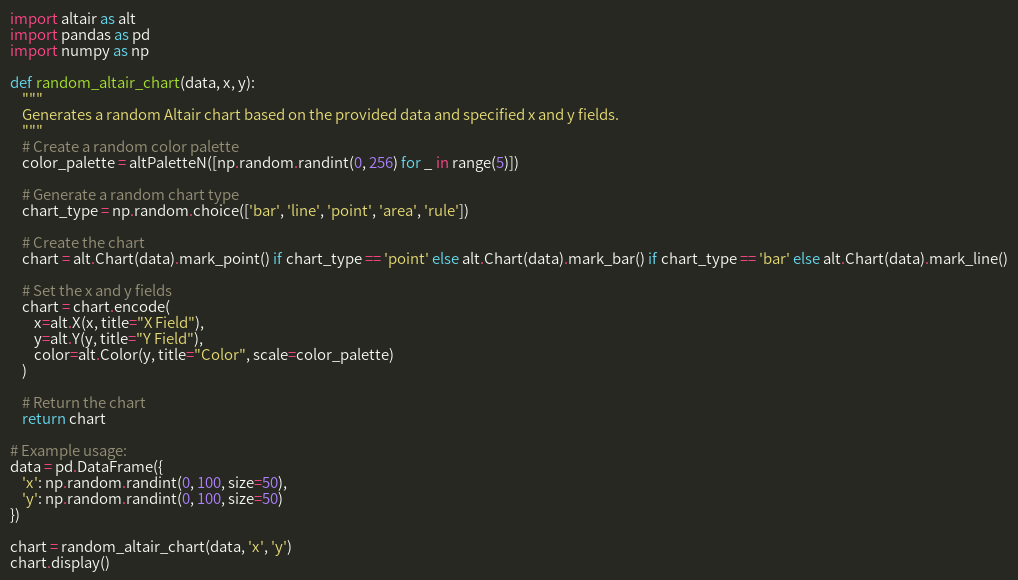 import altair as alt
import pandas as pd
import numpy as np

def random_altair_chart(data, x, y):
    """
    Generates a random Altair chart based on the provided data and specified x and y fields.
    """
    # Create a random color palette
    color_palette = altPaletteN([np.random.randint(0, 256) for _ in range(5)])

    # Generate a random chart type
    chart_type = np.random.choice(['bar', 'line', 'point', 'area', 'rule'])

    # Create the chart
    chart = alt.Chart(data).mark_point() if chart_type == 'point' else alt.Chart(data).mark_bar() if chart_type == 'bar' else alt.Chart(data).mark_line()

    # Set the x and y fields
    chart = chart.encode(
        x=alt.X(x, title="X Field"),
        y=alt.Y(y, title="Y Field"),
        color=alt.Color(y, title="Color", scale=color_palette)
    )

    # Return the chart
    return chart

# Example usage:
data = pd.DataFrame({
    'x': np.random.randint(0, 100, size=50),
    'y': np.random.randint(0, 100, size=50)
})

chart = random_altair_chart(data, 'x', 'y')
chart.display()